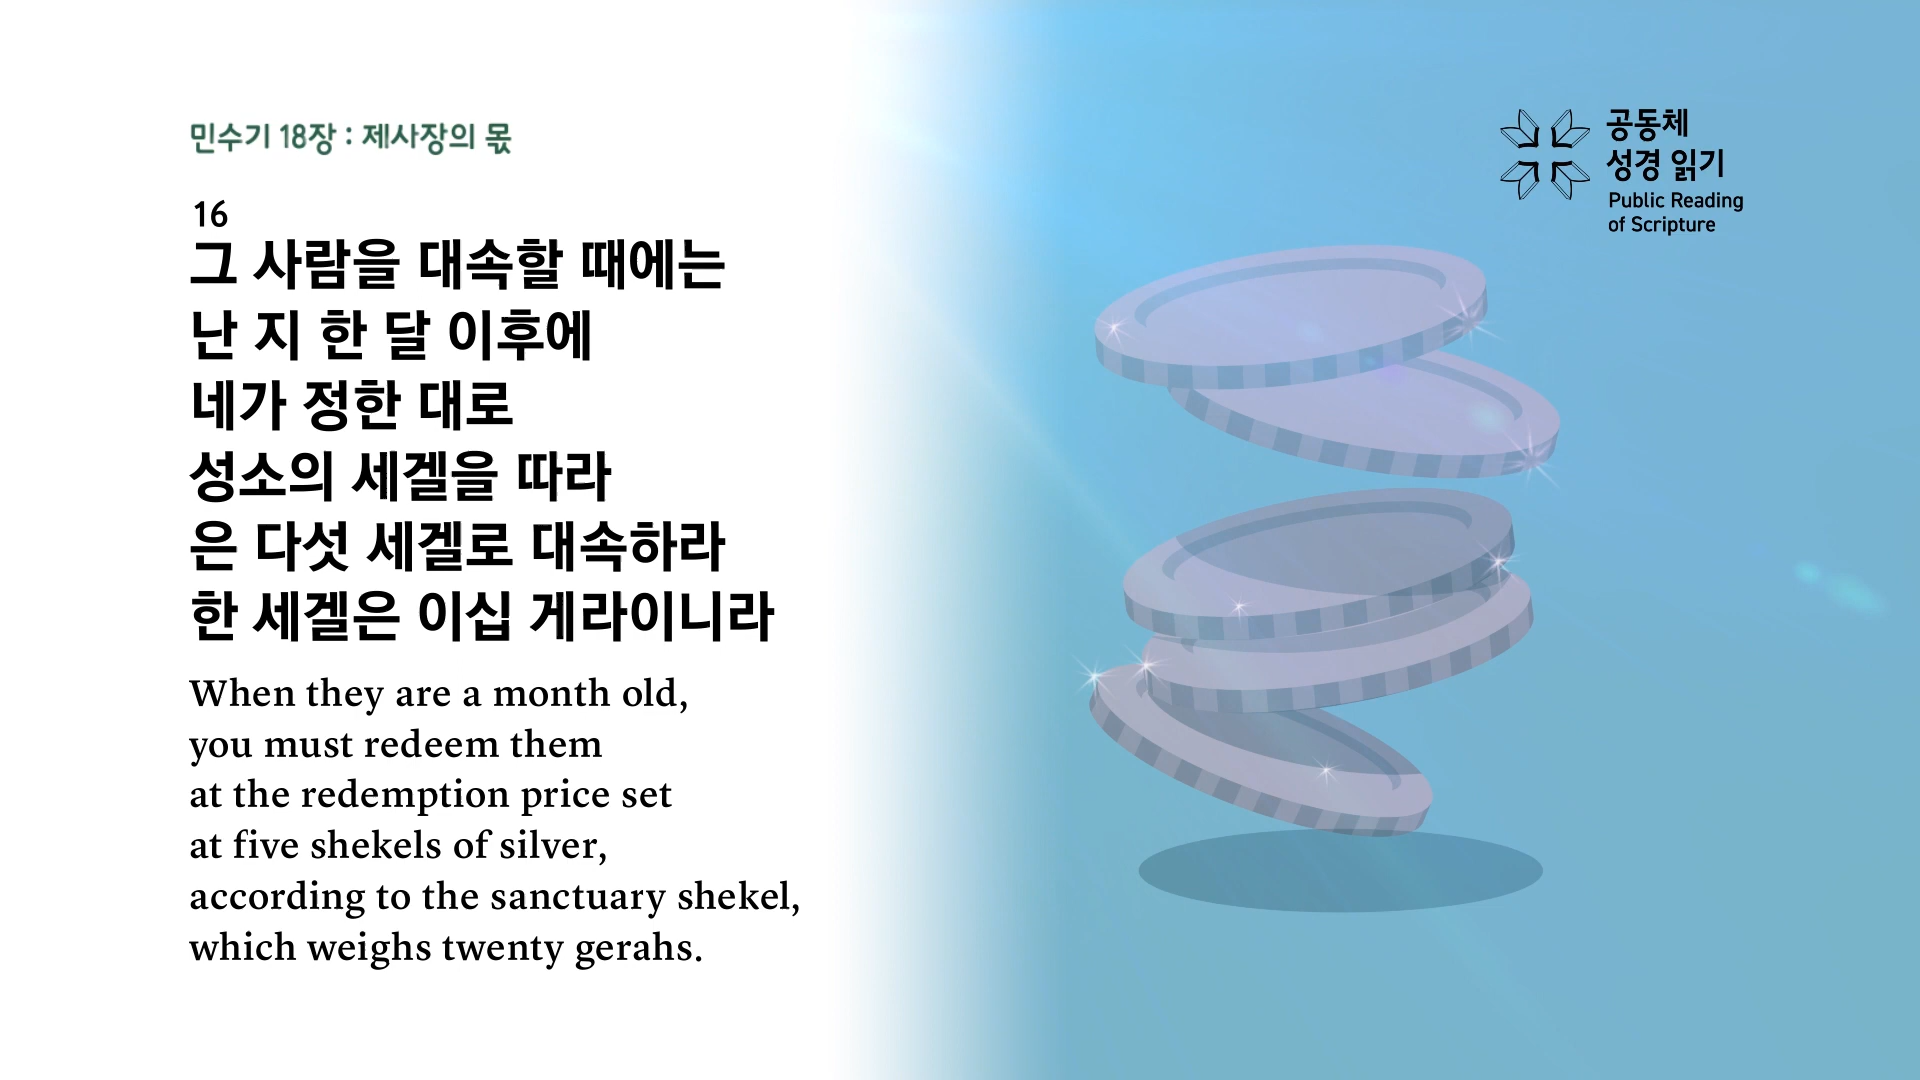 민수기 18장 : 제사장의 몫
16
그 사람을 대속할 때에는
난 지 한 달 이후에
네가 정한 대로
성소의 세겔을 따라
은 다섯 세겔로 대속하라
한 세겔은 이십 게라이니라
When they are a month old,
you must redeem them
at the redemption price set
at five shekels of silver,
according to the sanctuary shekel,
which weighs twenty gerahs.
공동체
성경 읽기
Public Reading
of Scripture